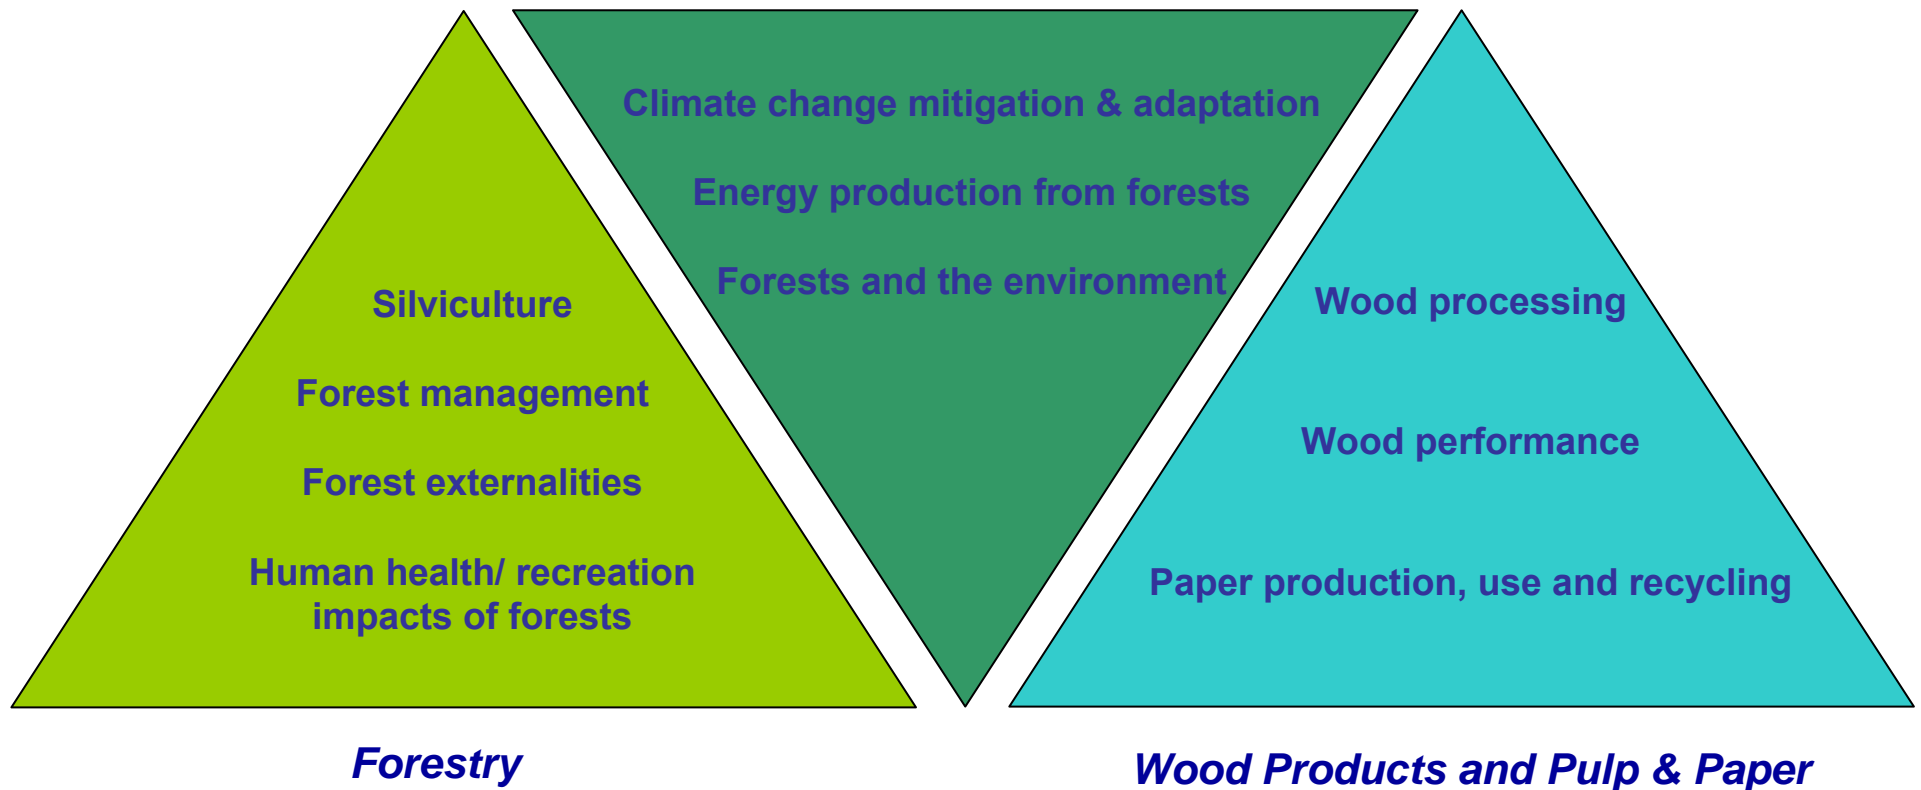 Climate change mitigation & adaptation
Energy production from forests
Forests and the environment
Silviculture
Forest management
Forest externalities
Human health/ recreation
impacts of forests
Wood processing
Wood performance
Paper production, use and recycling
Forestry
Wood Products and Pulp & Paper